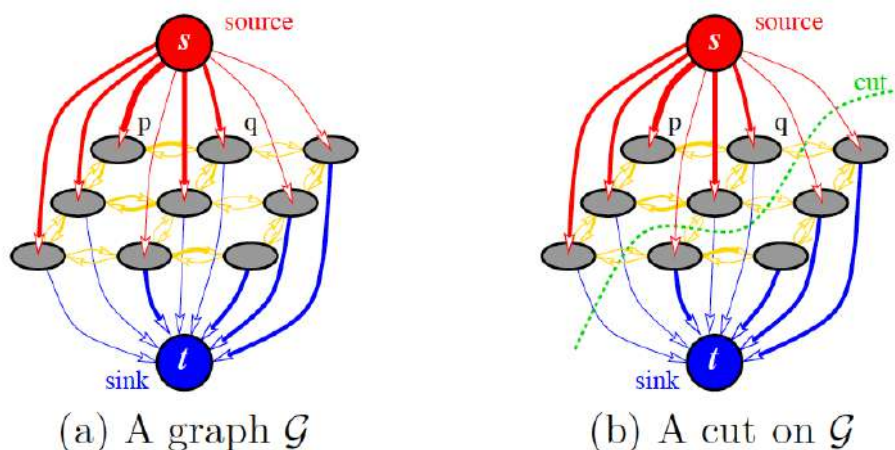 s source
p q
t
sink
(a) A graph 𝒢
s source
cut
p q
t
sink
(b) A cut on 𝒢